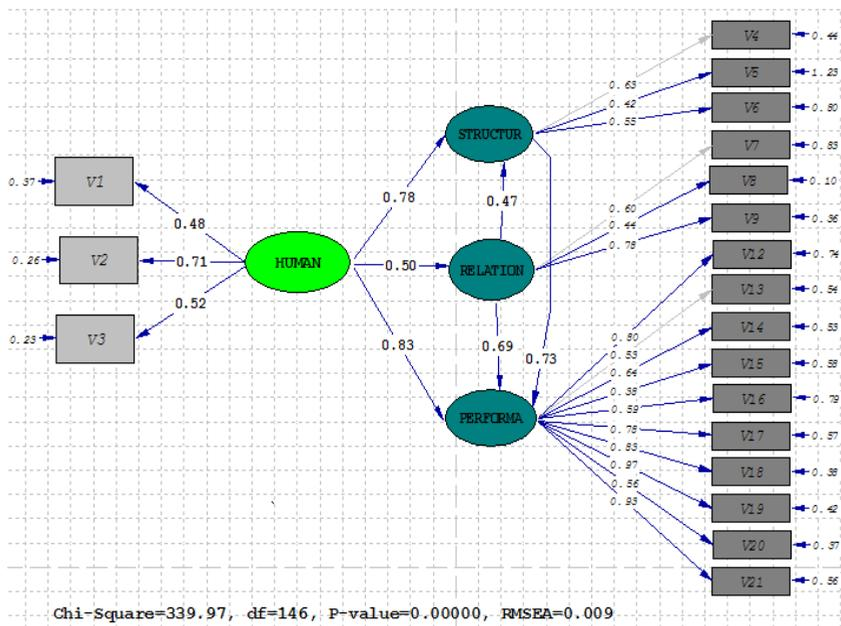 V4
0.44
V5
1.23
0.63
0.42
V6
0.80
0.55
STRUCTUR
V7
0.83
V1
0.37
V8
0.10
0.78
0.47
0.60
0.48
0.44
V9
0.36
0.78
V2
0.26
0.71
HUMAN
0.50
RELATION
V12
0.74
V13
0.54
0.52
V3
0.23
V14
0.53
0.83
0.69
0.73
0.80
0.53
V15
0.58
0.64
0.38
V16
0.79
0.59
PERFORMA
0.78
V17
0.57
0.83
0.97
V18
0.38
0.56
0.93
V19
0.42
V20
0.37
V21
0.56
Chi-Square=339.97, df=146, P-value=0.00000, RMSEA=0.009